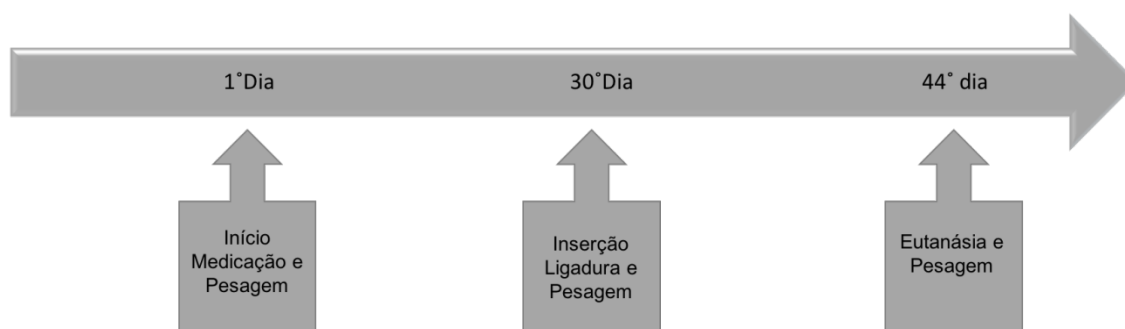 1˚Dia
30˚Dia
44˚ dia
Início
Medicação e
Pesagem
Inserção
Ligadura e
Pesagem
Eutanásia e
Pesagem